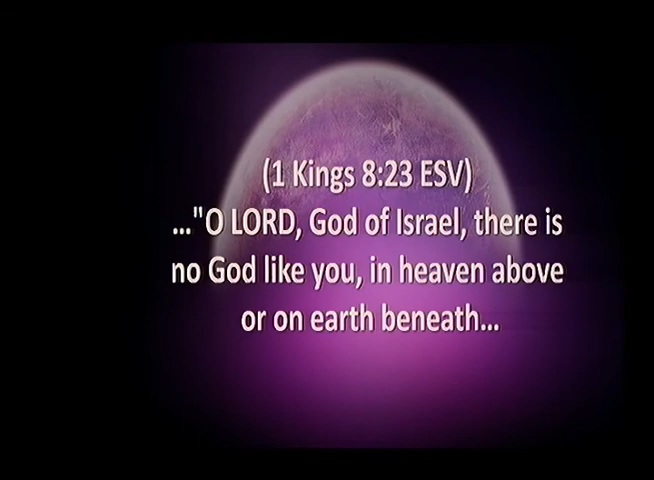 (1 Kings 8:23 ESV)
..."O LORD, God of Israel, there is
no God like you, in heaven above
or on earth beneath...